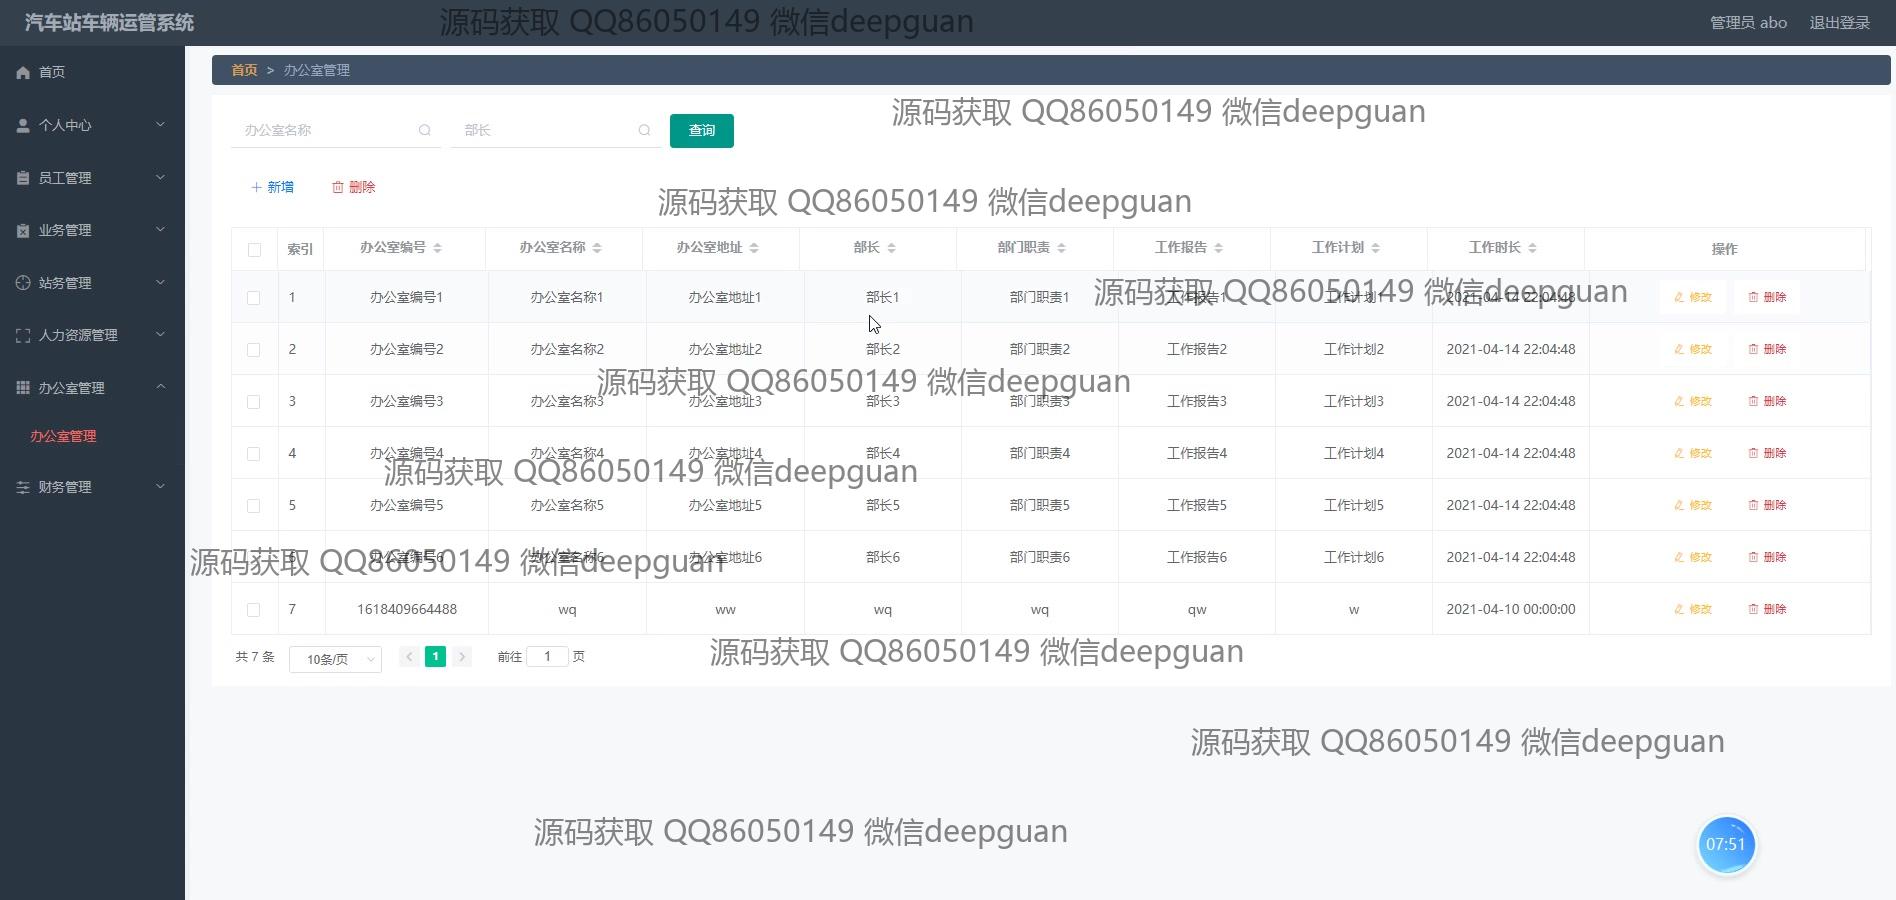 汽车站车辆运管系统
源码获取 QQ86050149 微信deepguan
管理员 abo 退出登录
首页
个人中心
员工管理
业务管理
站务管理
人力资源管理
办公室管理
办公室管理
财务管理
首页 > 办公室管理
源码获取 QQ86050149 微信deepguan
办公室名称 部长 查询
新增 删除
源码获取 QQ86050149 微信deepguan
索引 办公室编号 办公室名称 办公室地址 部长 部门职责 工作报告 工作计划 工作时长 操作
源码获取 QQ86050149 微信deepguan
1 办公室编号1 办公室名称1 办公室地址1 部长1 部门职责1 工作报告1 工作计划1 2021-04-14 22:04:48 修改 删除
2 办公室编号2 办公室名称2 办公室地址2 部长2 部门职责2 工作报告2 工作计划2 2021-04-14 22:04:48 修改 删除
源码获取 QQ86050149 微信deepguan
3 办公室编号3 办公室名称3 办公室地址3 部长3 部门职责3 工作报告3 工作计划3 2021-04-14 22:04:48 修改 删除
4 办公室编号4 办公室名称4 办公室地址4 部长4 部门职责4 工作报告4 工作计划4 2021-04-14 22:04:48 修改 删除
源码获取 QQ86050149 微信deepguan
5 办公室编号5 办公室名称5 办公室地址5 部长5 部门职责5 工作报告5 工作计划5 2021-04-14 22:04:48 修改 删除
6 办公室编号6 办公室名称6 办公室地址6 部长6 部门职责6 工作报告6 工作计划6 2021-04-14 22:04:48 修改 删除
源码获取 QQ86050149 微信deepguan
7 1618409664488 wq ww wq wq qw w 2021-04-10 00:00:00 修改 删除
共 7 条 10条/页 < 1 > 前往 1 页
源码获取 QQ86050149 微信deepguan
源码获取 QQ86050149 微信deepguan
源码获取 QQ86050149 微信deepguan
07:51